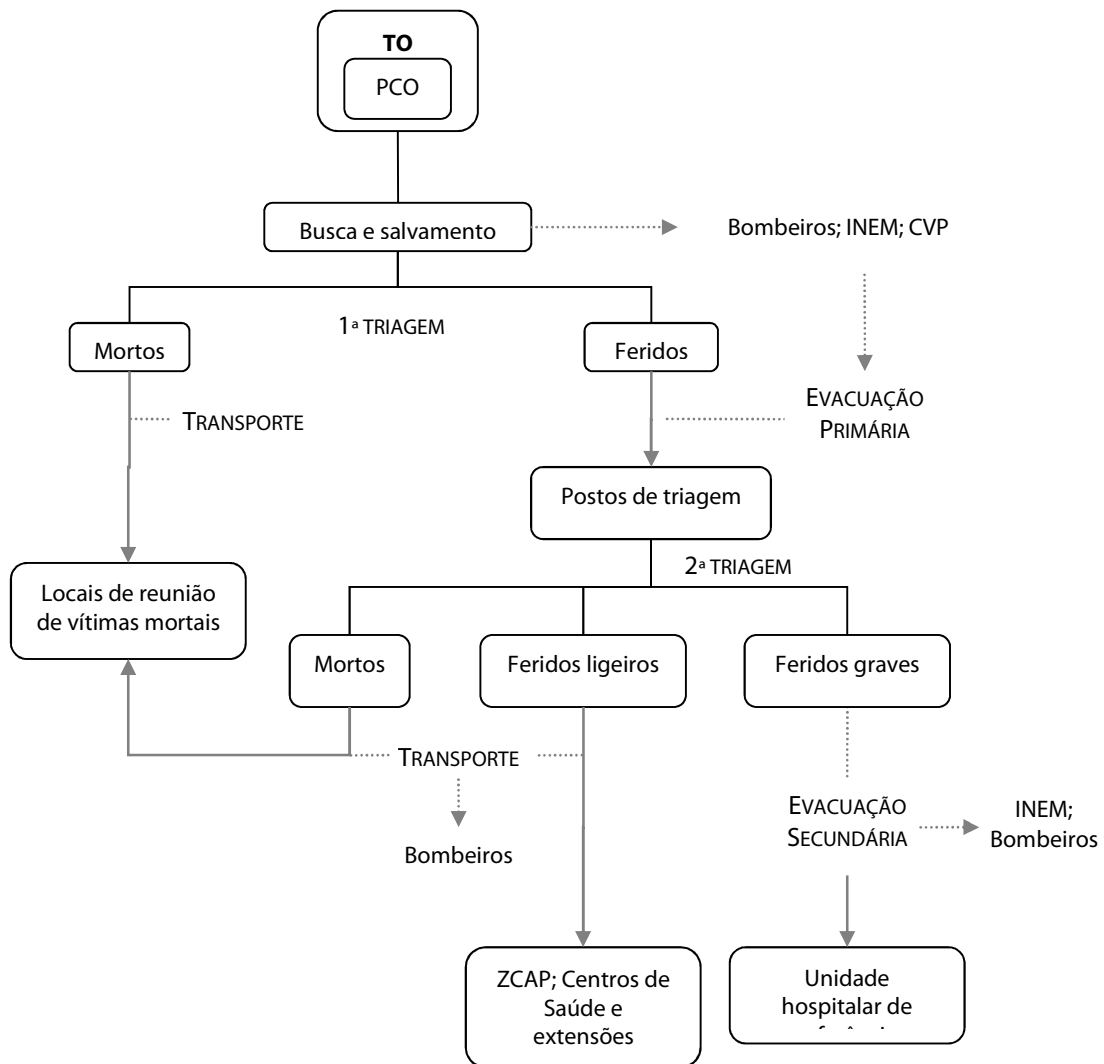 TO
PCO
Busca e salvamento
Bombeiros; INEM; CVP
1ª TRIAGEM
Mortos
Feridos
TRANSPORTE
EVACUAÇÃO
PRIMÁRIA
Postos de triagem
2ª TRIAGEM
Locais de reunião
de vítimas mortais
Mortos
Feridos ligeiros
Feridos graves
TRANSPORTE
Bombeiros
EVACUAÇÃO
SECUNDÁRIA
INEM;
Bombeiros
ZCAP; Centros de
Saúde e
extensões
Unidade
hospitalar de